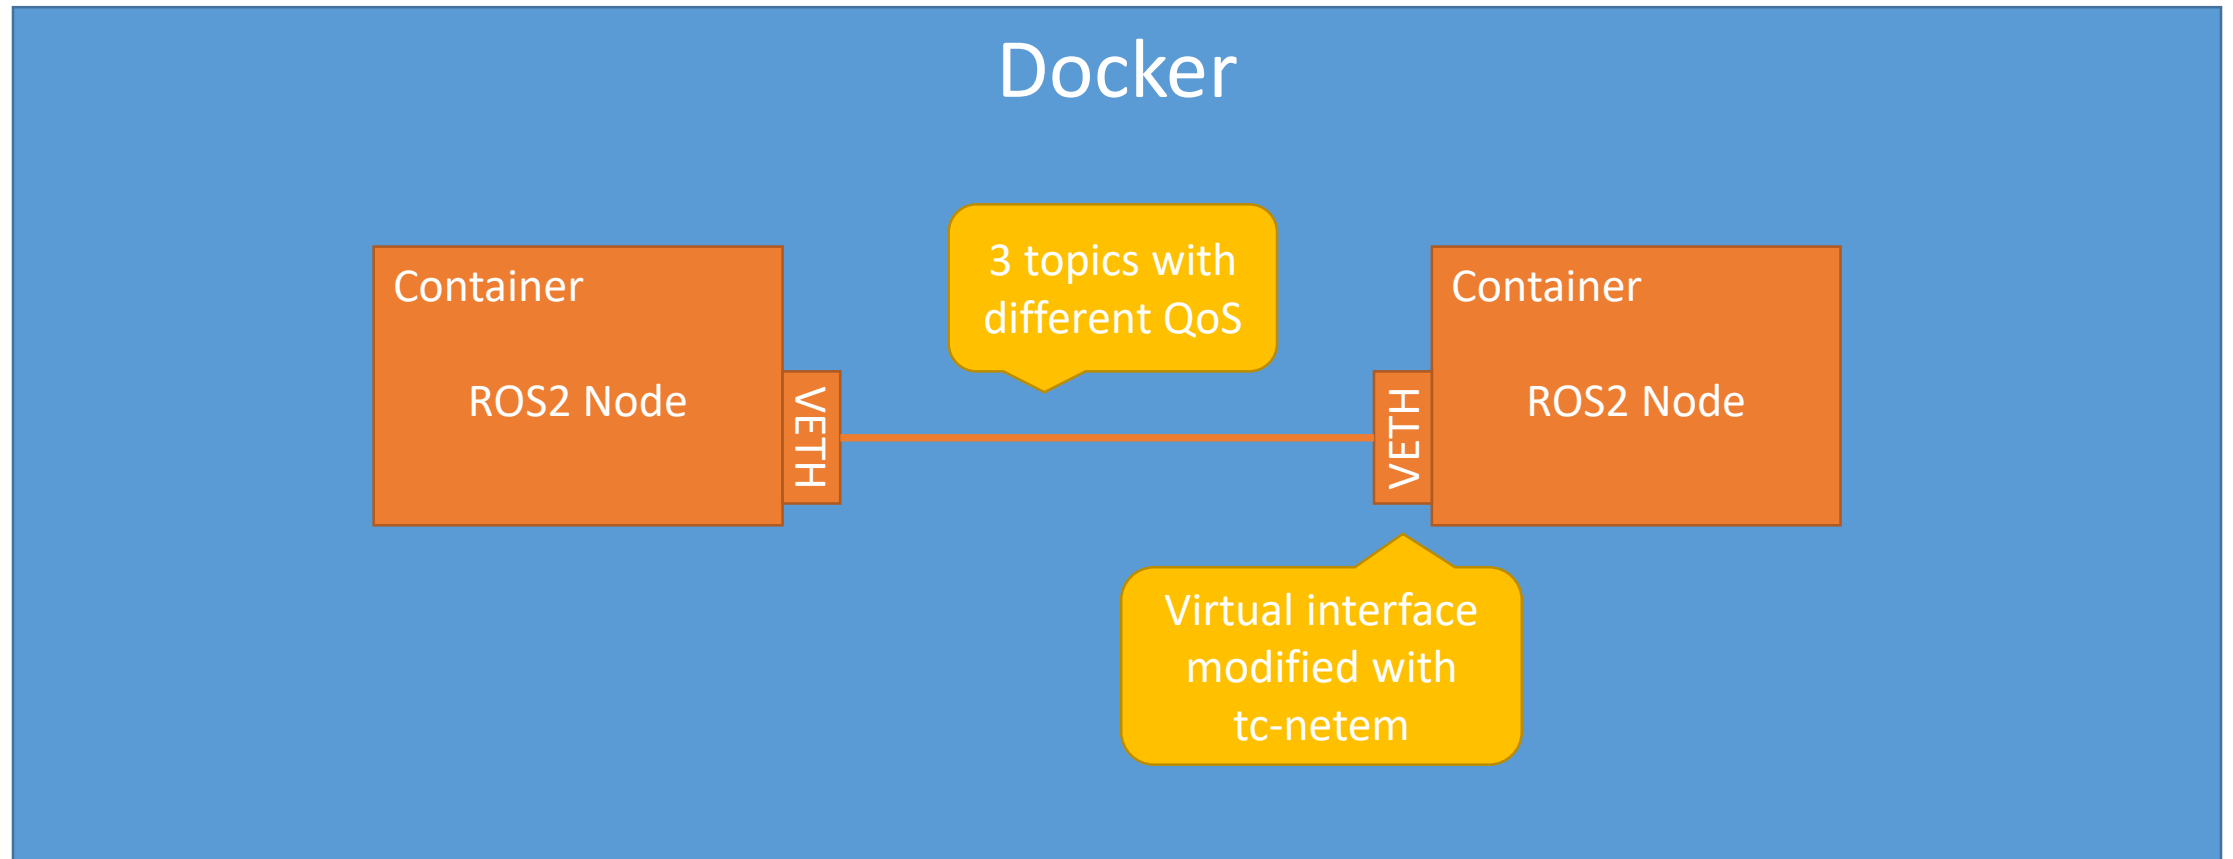 Docker
3 topics with
different QoS
Container
ROS2 Node
VETH
Container
ROS2 Node
VETH
Virtual interface
modified with
tc-netem